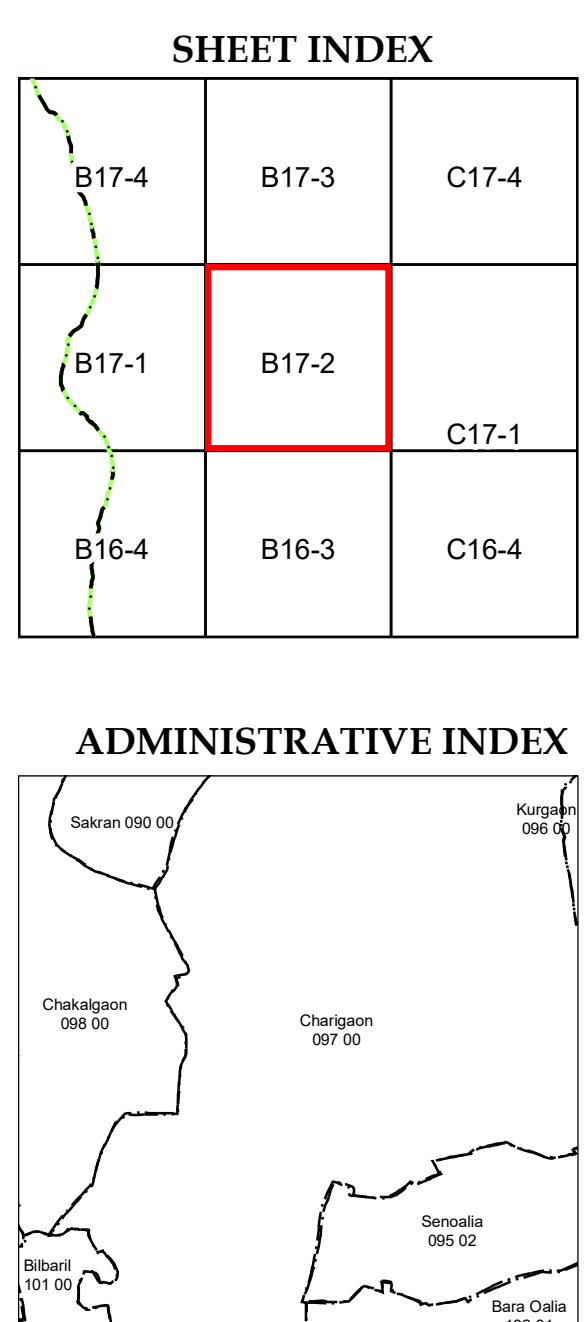 SHEET INDEX
B17-4 B17-3 C17-4
B17-1 B17-2
C17-1
B16-4 B16-3 C16-4
ADMINISTRATIVE INDEX
Kurgaon
096 00
Sakran 090 00
Chakalgaon
098 00
Charigaon
097 00
Senoalia
095 02
Bilbaril
101 00
Bara Oalia